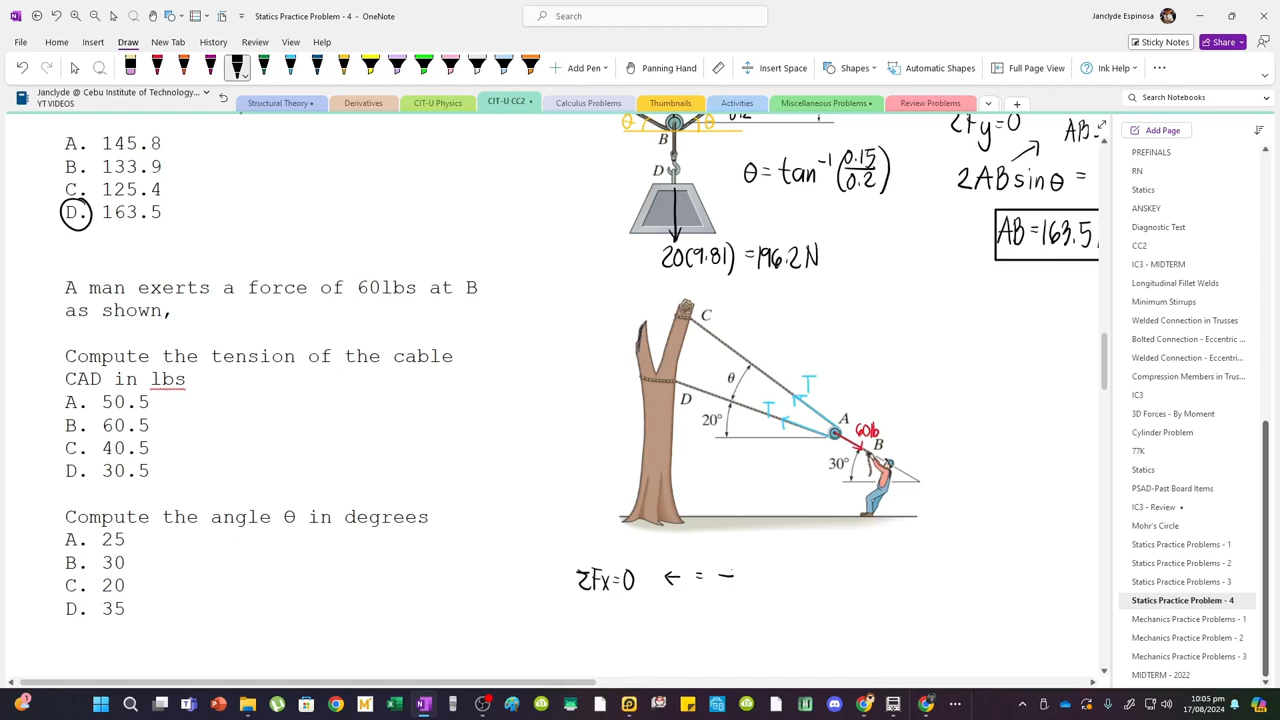 Statics Practice Problem - 4 - OneNote
Search
Janclyde Espinosa
File Home Insert Draw New Tab History Review View Help
Sticky Notes Share
Add Pen Panning Hand Insert Space Shapes Automatic Shapes Full Page View Ink Help
Janclyde @ Cebu Institute of Technology...
YT VIDEOS
Structural Theory Derivatives CIT-U Physics CIT-U CC2 Calculus Problems Thumbnails Activities Miscellaneous Problems Review Problems
Search Notebooks
Add Page
A. 145.8
B. 133.9
C. 125.4
D. 163.5
A man exerts a force of 60lbs at B
as shown,
Compute the tension of the cable
CAD in lbs
A. 50.5
B. 60.5
C. 40.5
D. 30.5
Compute the angle Θ in degrees
A. 25
B. 30
C. 20
D. 35
θ θ 0.2
B
D
20(9.81) = 196.2N
θ = tan⁻¹(0.15/0.2)
ΣFy=0 AB=
2ABsinθ =
AB=163.5
C
θ
T
D
T
A
20°
60lb
B
30°
ΣFx=0 ← = −
PREFINALS
RN
Statics
ANSKEY
Diagnostic Test
CC2
IC3 - MIDTERM
Longitudinal Fillet Welds
Minimum Stirrups
Welded Connection in Trusses
Bolted Connection - Eccentric ...
Welded Connection - Eccentri...
Compression Members in Trus...
IC3
3D Forces - By Moment
Cylinder Problem
77K
Statics
PSAD-Past Board Items
IC3 - Review
Mohr's Circle
Statics Practice Problems - 1
Statics Practice Problems - 2
Statics Practice Problems - 3
Statics Practice Problem - 4
Mechanics Practice Problems - 1
Mechanics Practice Problem - 2
Mechanics Practice Problems - 3
MIDTERM - 2022
10:05 pm
17/08/2024